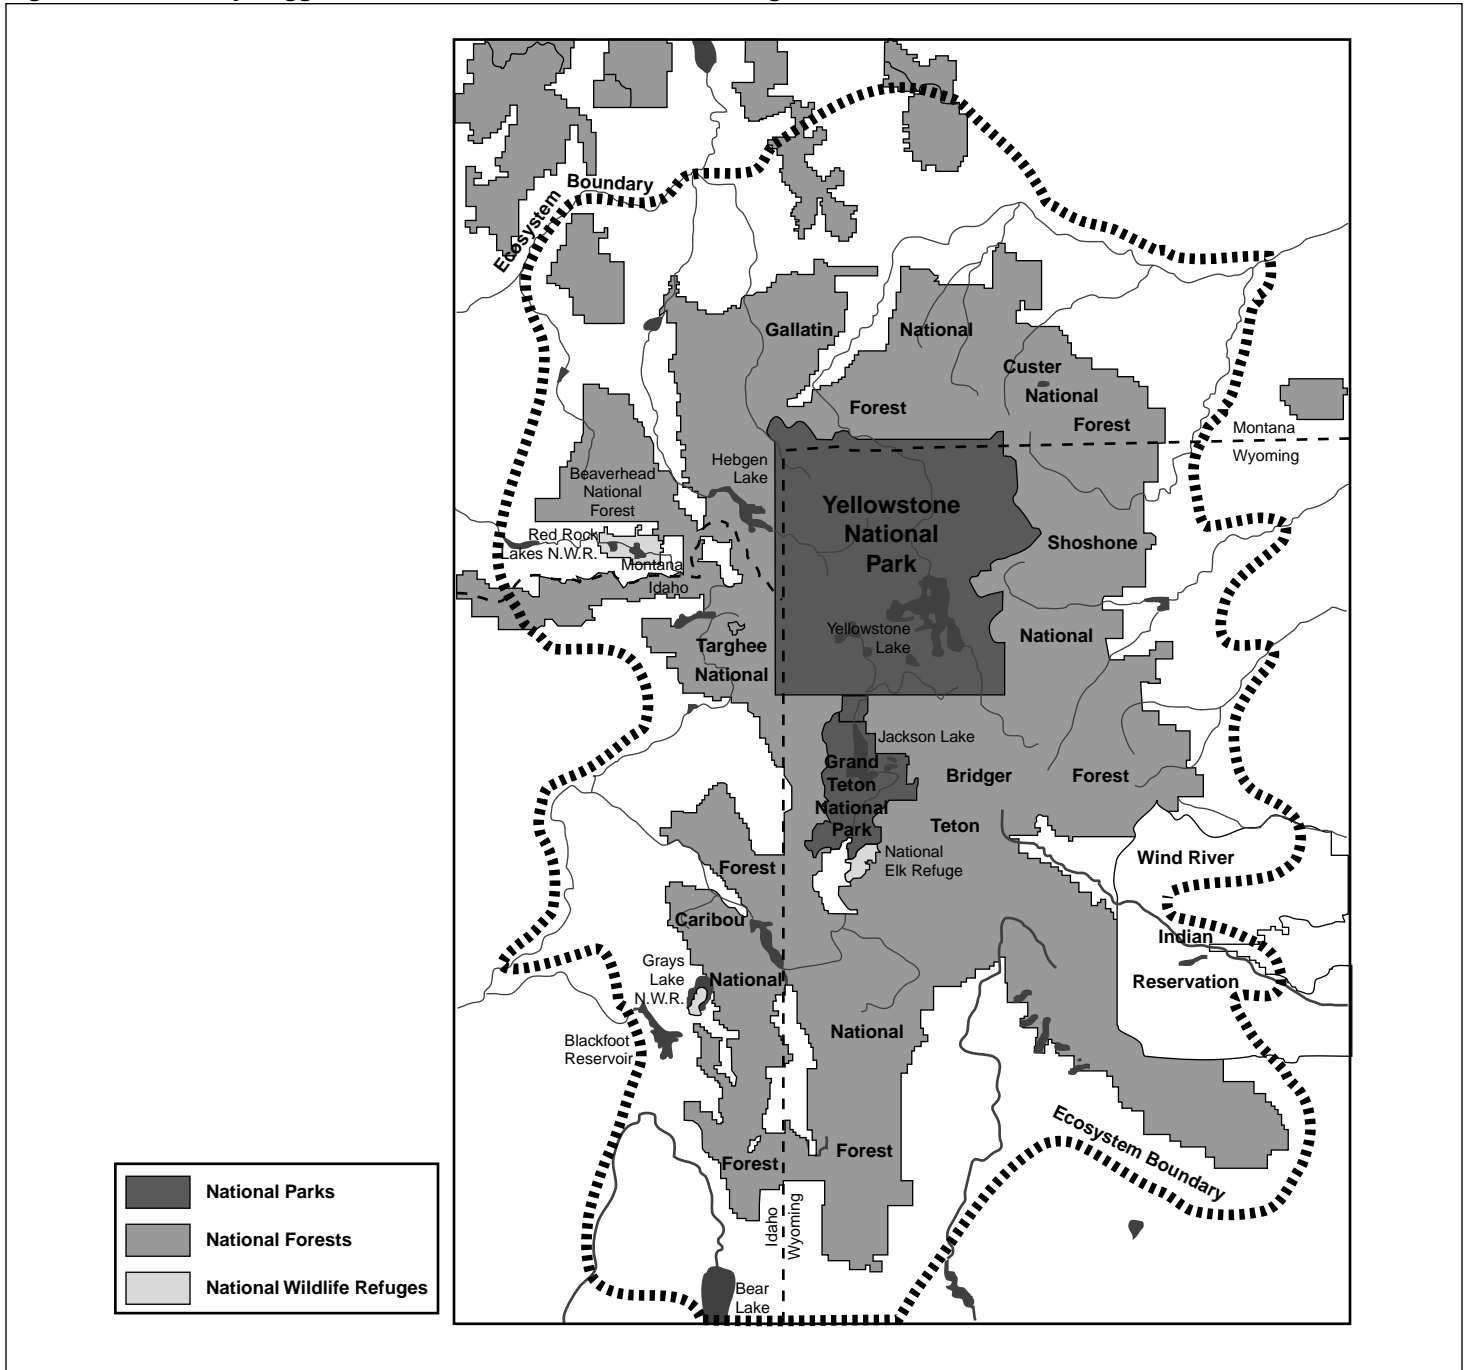 Boundary
Ecosystem
Gallatin
National
Custer
National
Forest
Forest
Montana
Wyoming
Hebgen
Lake
Beaverhead
National
Forest
Yellowstone
National
Park
Red Rock
Lakes N.W.R.
Montana
Idaho
Shoshone
Yellowstone
Lake
National
Targhee
National
Jackson Lake
Grand
Teton
National
Park
Bridger
Forest
Teton
National
Elk Refuge
Wind River
Forest
Caribou
Indian
Grays
Lake
N.W.R.
National
Reservation
National
Blackfoot
Reservoir
Ecosystem Boundary
Forest
Forest
Idaho
Wyoming
Bear
Lake
National Parks
National Forests
National Wildlife Refuges